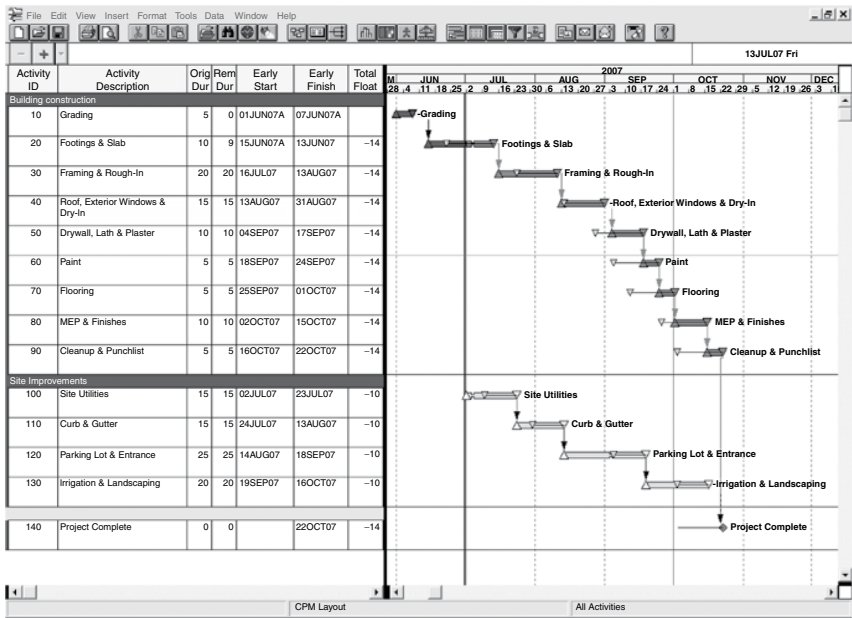 File Edit View Insert Format Tools Data Window Help
13JUL07 Fri
Activity ID Activity Description Orig Dur Rem Dur Early Start Early Finish Total Float
2007
M JUN JUL AUG SEP OCT NOV DEC
28 4 11 18 25 2 9 16 23 30 6 13 20 27 3 10 17 24 1 8 15 22 29 5 12 19 26 3 1
Building construction
10 Grading 5 0 01JUN07A 07JUN07A Grading
20 Footings & Slab 10 9 15JUN07A 13JUN07 –14 Footings & Slab
30 Framing & Rough-In 20 20 16JUL07 13AUG07 –14 Framing & Rough-In
40 Roof, Exterior Windows & Dry-In 15 15 13AUG07 31AUG07 –14 Roof, Exterior Windows & Dry-In
50 Drywall, Lath & Plaster 10 10 04SEP07 17SEP07 –14 Drywall, Lath & Plaster
60 Paint 5 5 18SEP07 24SEP07 –14 Paint
70 Flooring 5 5 25SEP07 01OCT07 –14 Flooring
80 MEP & Finishes 10 10 02OCT07 15OCT07 –14 MEP & Finishes
90 Cleanup & Punchlist 5 5 16OCT07 22OCT07 –14 Cleanup & Punchlist
Site Improvements
100 Site Utilities 15 15 02JUL07 23JUL07 –10 Site Utilities
110 Curb & Gutter 15 15 24JUL07 13AUG07 –10 Curb & Gutter
120 Parking Lot & Entrance 25 25 14AUG07 18SEP07 –10 Parking Lot & Entrance
130 Irrigation & Landscaping 20 20 19SEP07 16OCT07 –10 Irrigation & Landscaping
140 Project Complete 0 0 22OCT07 –14 Project Complete
CPM Layout All Activities